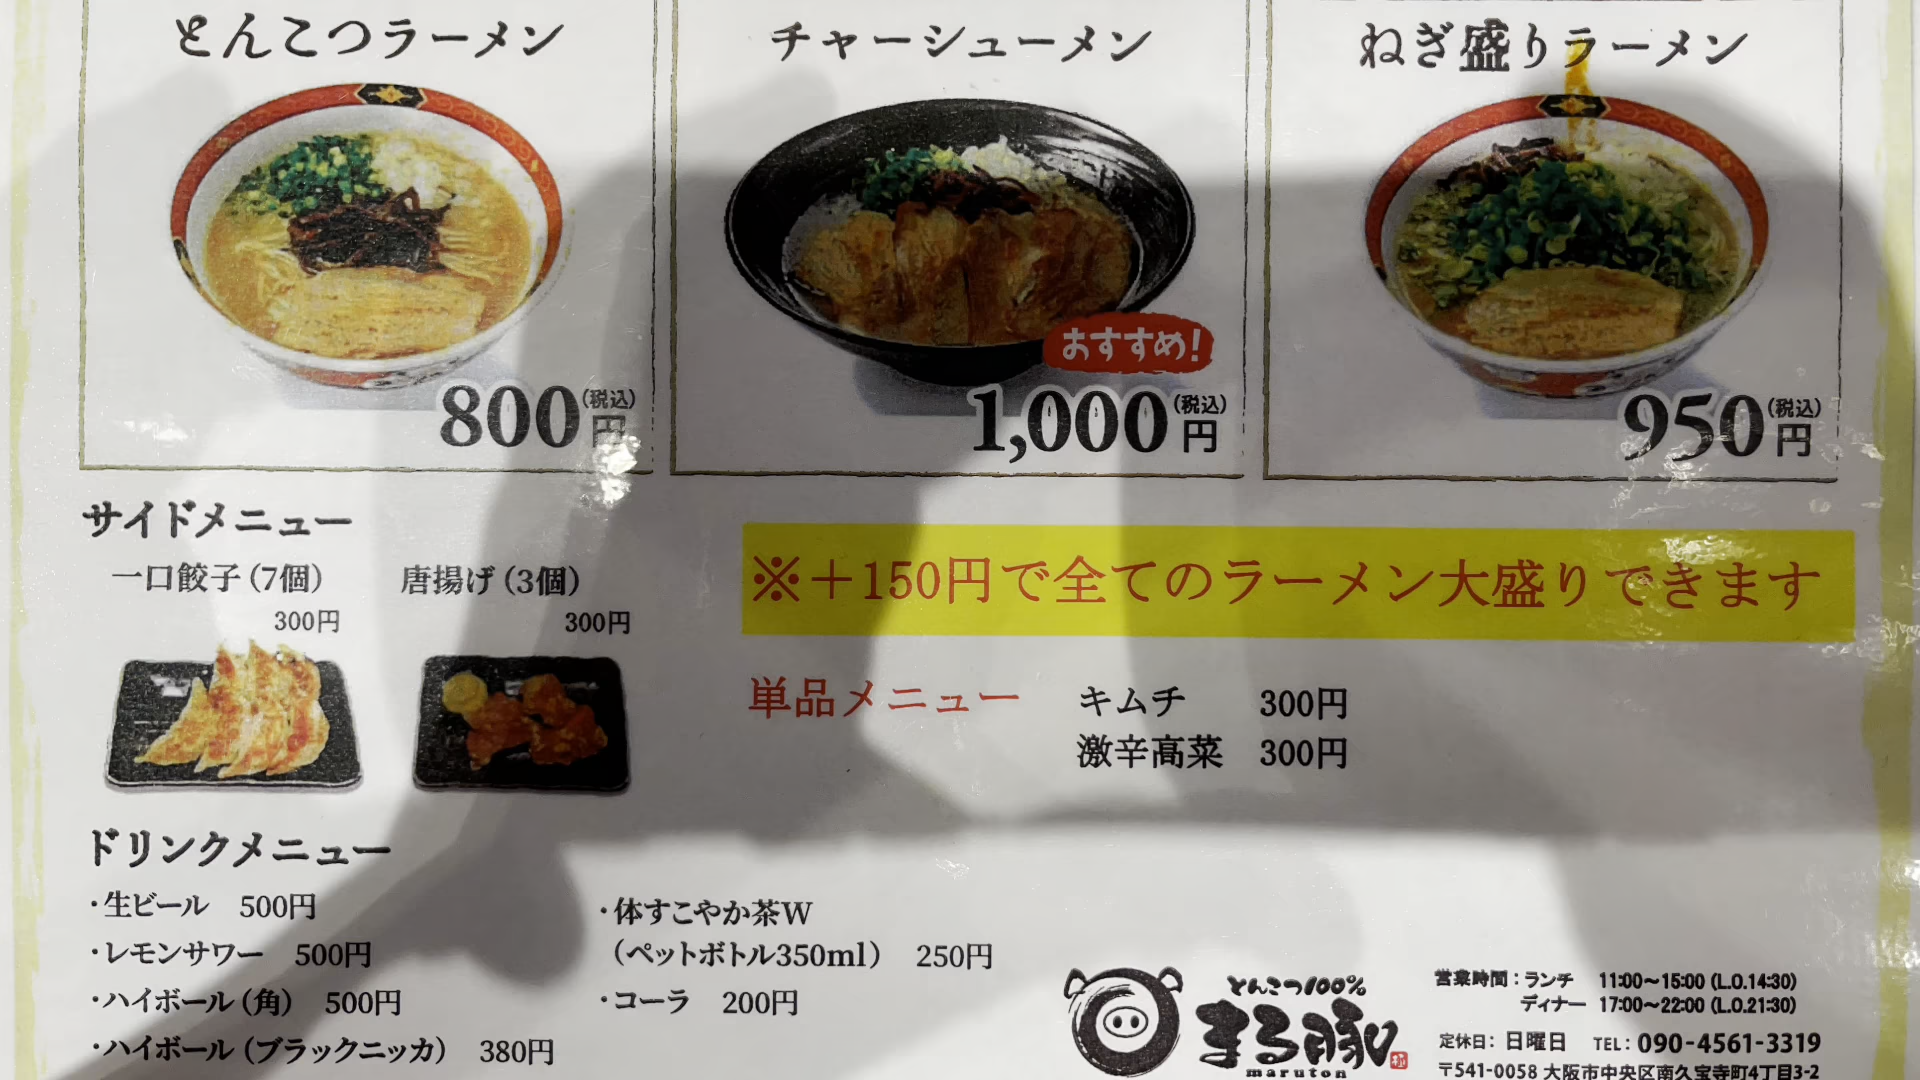 とんこつラーメン
チャーシューメン
ねぎ盛りラーメン
おすすめ!
800円(税込)
1,000円(税込)
950円(税込)
サイドメニュー
一口餃子(7個)
300円
唐揚げ(3個)
300円
※＋150円で全てのラーメン大盛りできます
単品メニュー キムチ 300円
激辛高菜 300円
ドリンクメニュー
・生ビール 500円
・レモンサワー 500円
・ハイボール(角) 500円
・ハイボール(ブラックニッカ) 380円
・体すこやか茶W
(ペットボトル350ml) 250円
・コーラ 200円
とんこつ100%
まる豚
maruton
営業時間：ランチ 11:00〜15:00 (L.O.14:30)
ディナー 17:00〜22:00 (L.O.21:30)
定休日：日曜日 TEL：090-4561-3319
〒541-0058 大阪市中央区南久宝寺町4丁目3-2